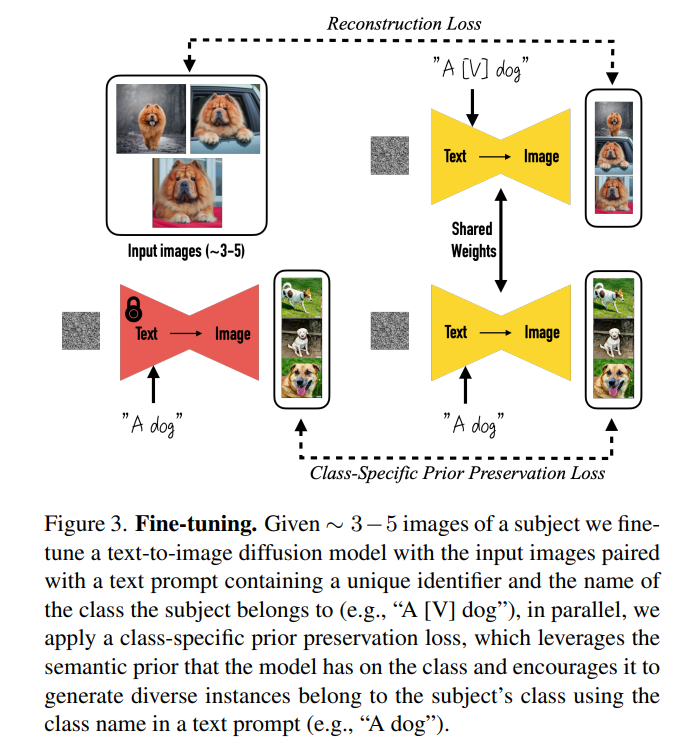 Reconstruction Loss
"A [V] dog"
Text → Image
Input images (~3-5)
Shared
Weights
Text → Image
Text → Image
"A dog"
"A dog"
Class-Specific Prior Preservation Loss
Figure 3. Fine-tuning. Given ∼ 3−5 images of a subject we fine-
tune a text-to-image diffusion model with the input images paired
with a text prompt containing a unique identifier and the name of
the class the subject belongs to (e.g., “A [V] dog”), in parallel, we
apply a class-specific prior preservation loss, which leverages the
semantic prior that the model has on the class and encourages it to
generate diverse instances belong to the subject’s class using the
class name in a text prompt (e.g., “A dog”).